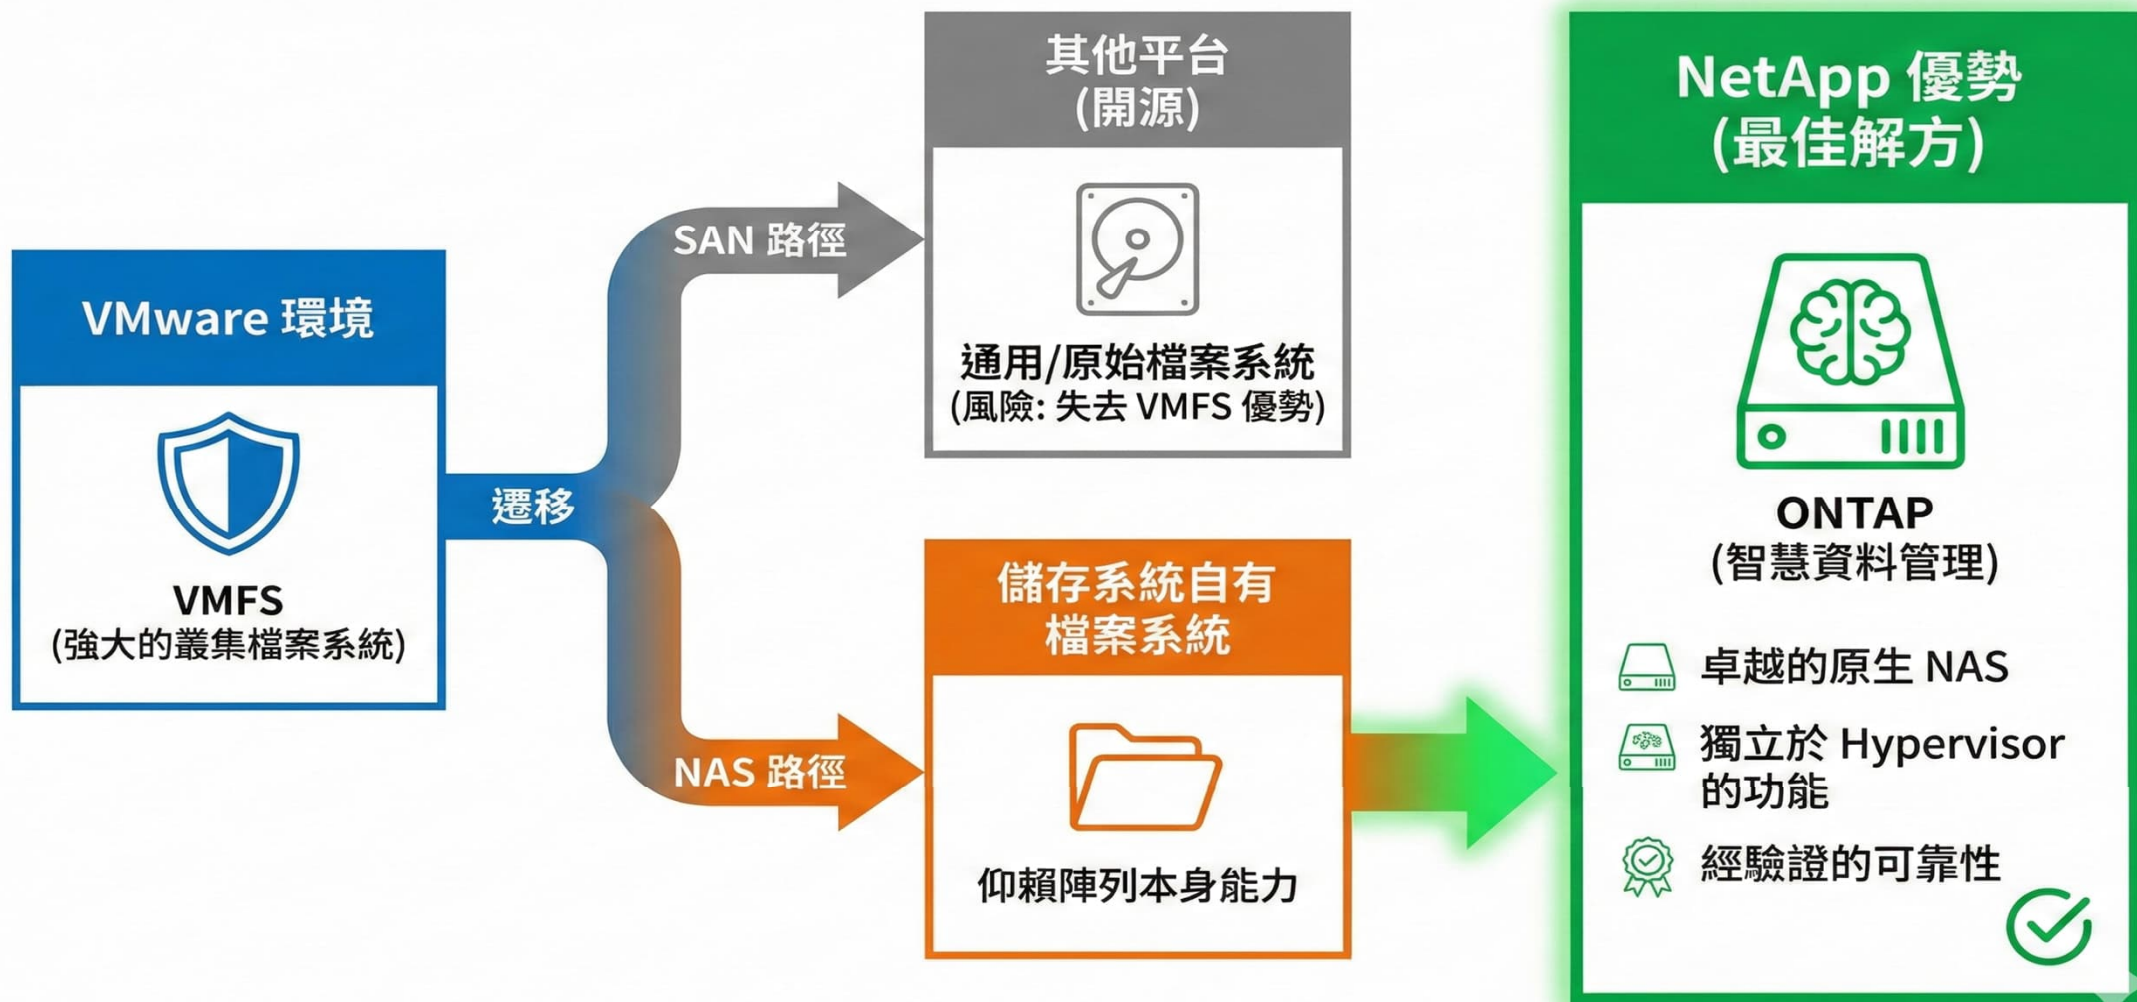 VMware 環境
VMFS
(強大的叢集檔案系統)
遷移
SAN 路徑
NAS 路徑
其他平台
(開源)
通用/原始檔案系統
(風險: 失去 VMFS 優勢)
儲存系統自有
檔案系統
仰賴陣列本身能力
NetApp 優勢
(最佳解方)
ONTAP
(智慧資料管理)
卓越的原生 NAS
獨立於 Hypervisor
的功能
經驗證的可靠性